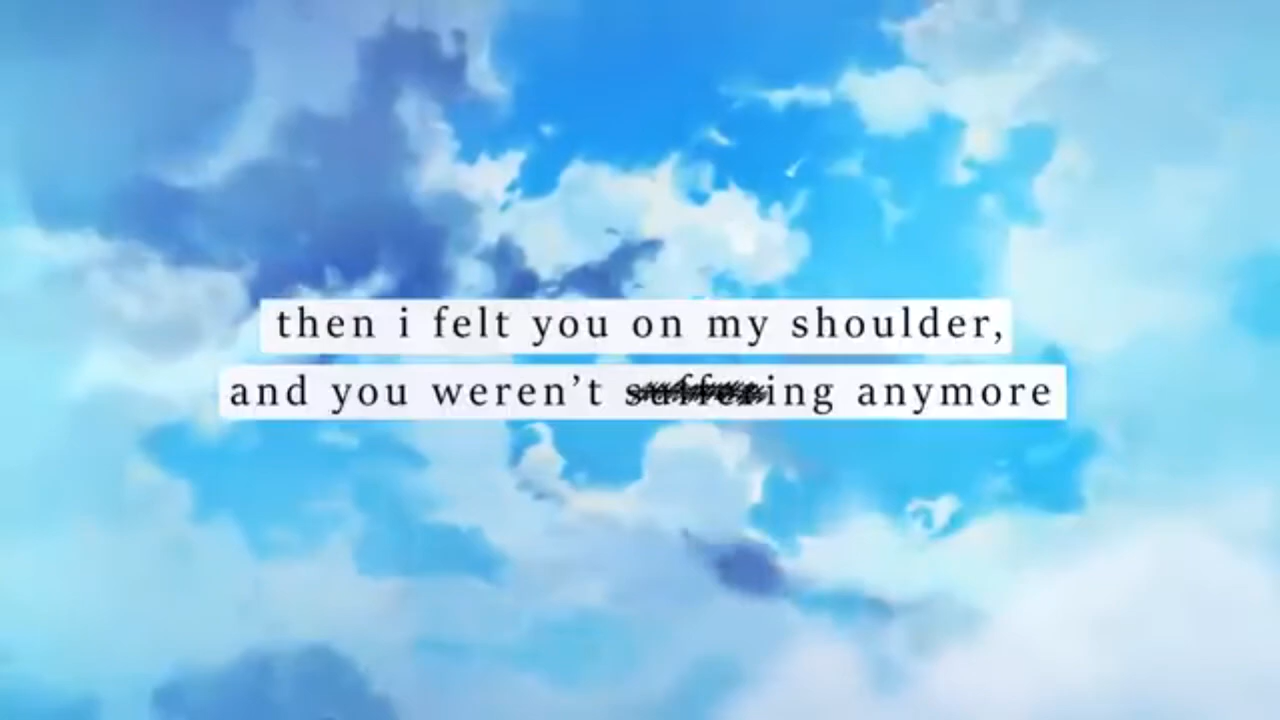 then i felt you on my shoulder,
and you weren’t suffering anymore